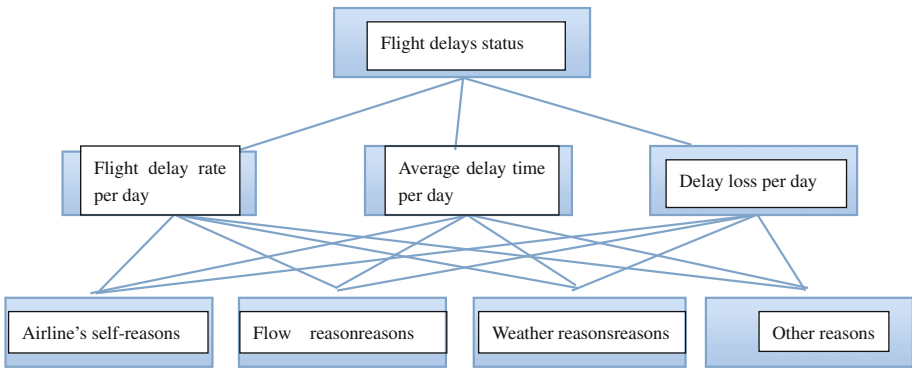 Flight delays status
Flight delay rate
per day
Average delay time
per day
Delay loss per day
Airline's self-reasons
Flow reasonreasons
Weather reasonsreasons
Other reasons